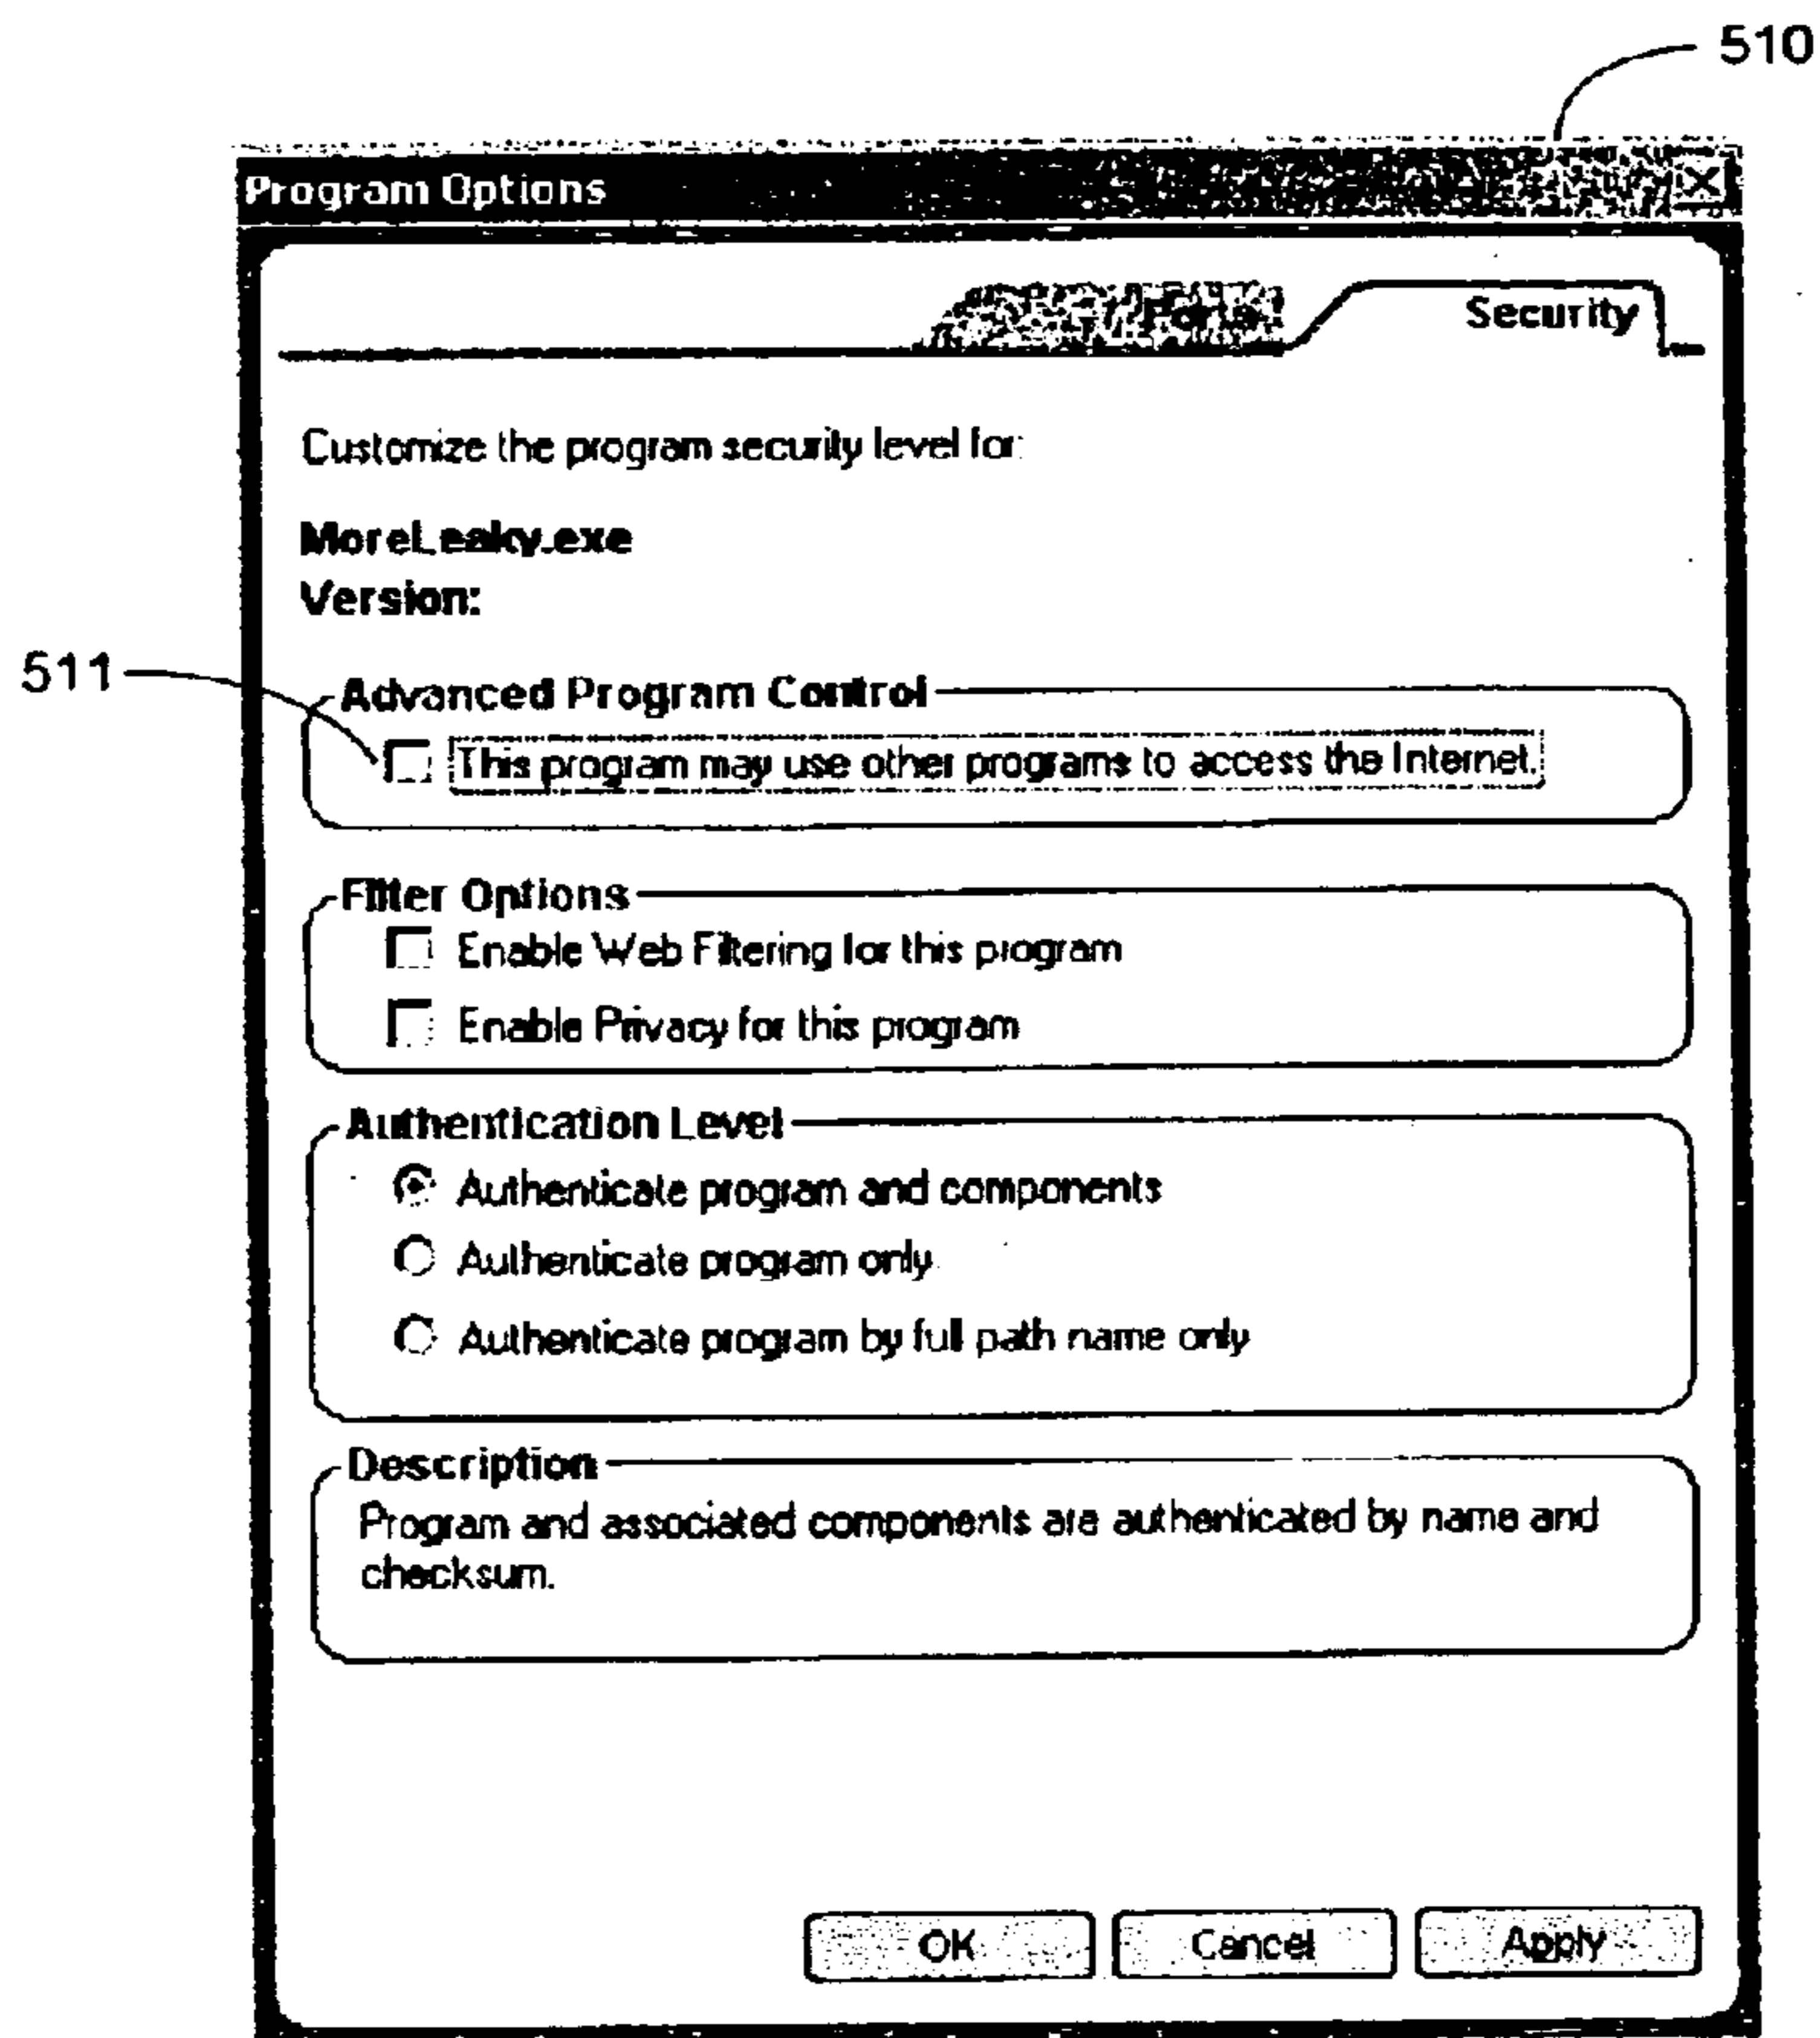 510
Program Options
Ports
Security
Customize the program security level for:
MoreLeaky.exe
Version:
511
Advanced Program Control
This program may use other programs to access the Internet.
Filter Options
Enable Web Filtering for this program
Enable Privacy for this program
Authentication Level
Authenticate program and components
Authenticate program only
Authenticate program by full path name only
Description
Program and associated components are authenticated by name and
checksum.
OK
Cancel
Apply